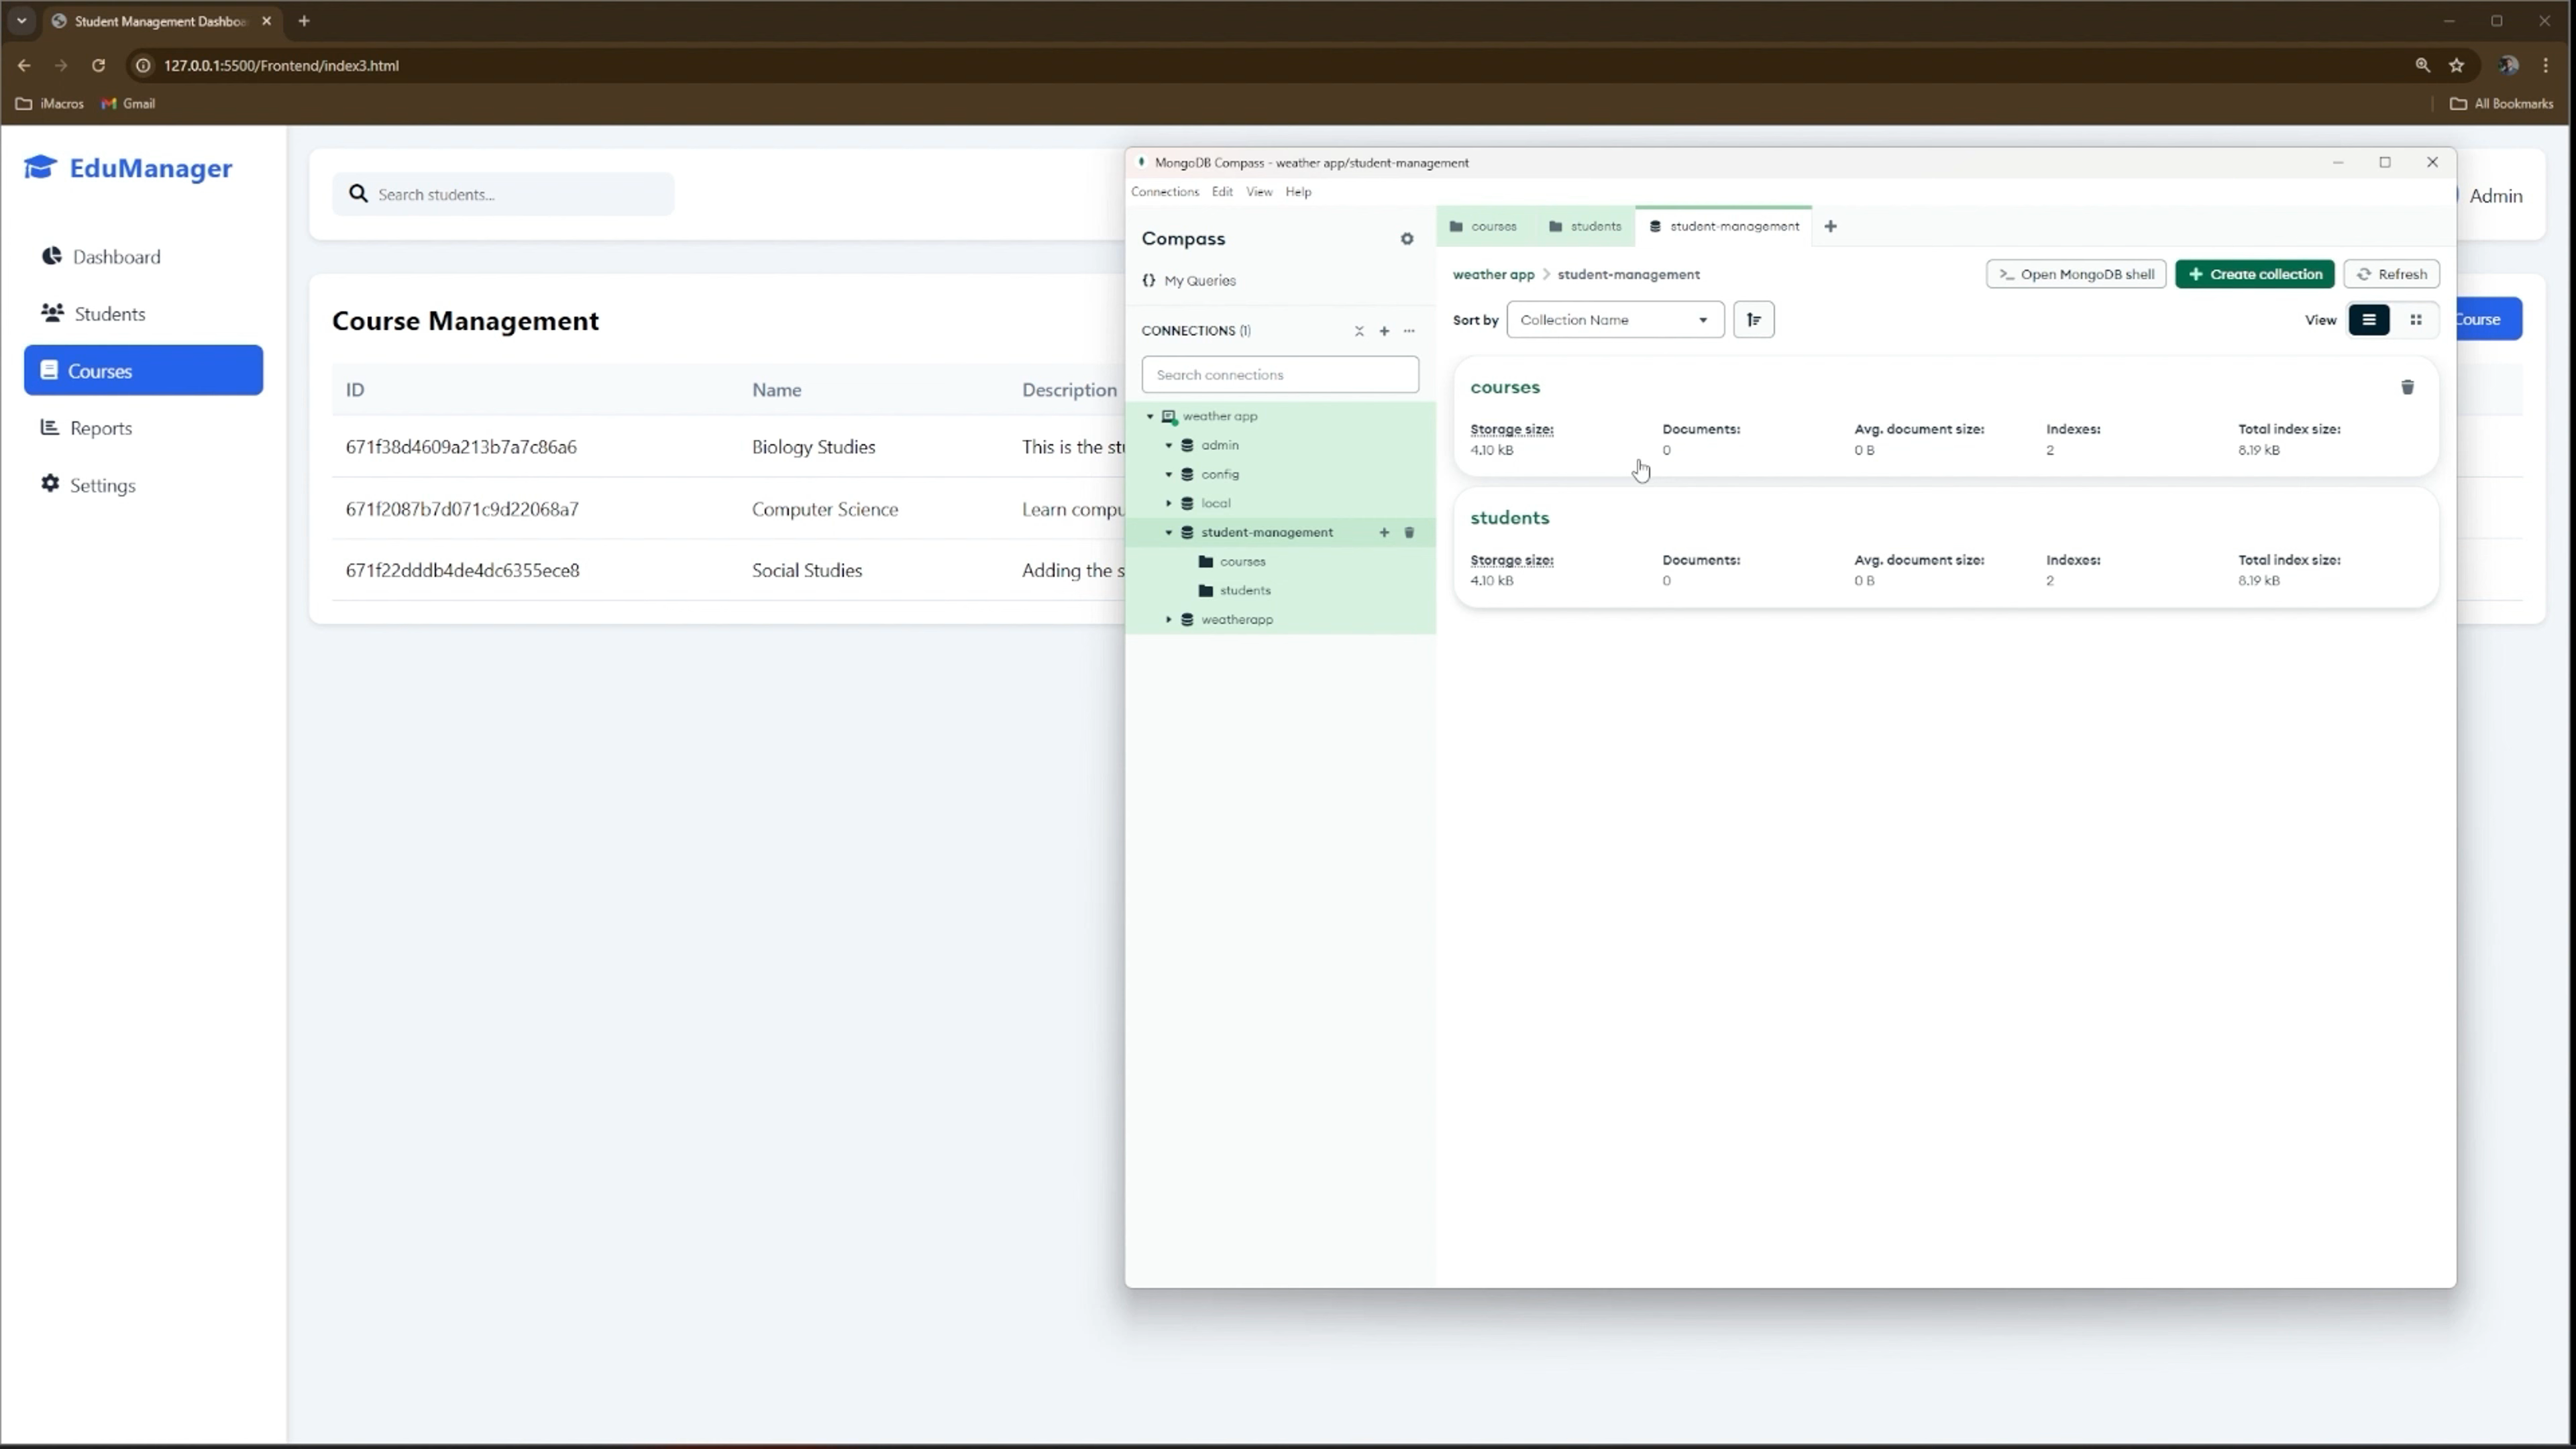 Student Management Dashboa
127.0.0.1:5500/Frontend/index3.html
iMacros
Gmail
All Bookmarks
EduManager
Dashboard
Students
Courses
Reports
Settings
Search students...
Admin
Course Management
Course
ID
Name
Description
671f38d4609a213b7a7c86a6
Biology Studies
This is the stu
671f2087b7d071c9d22068a7
Computer Science
Learn compu
671f22dddb4de4dc6355ece8
Social Studies
Adding the s
MongoDB Compass - weather app/student-management
Connections Edit View Help
Compass
{} My Queries
CONNECTIONS (1)
Search connections
weather app
admin
config
local
student-management
courses
students
weatherapp
courses
students
student-management
weather app > student-management
>_ Open MongoDB shell
Create collection
Refresh
Sort by
Collection Name
View
courses
Storage size:
4.10 kB
Documents:
0
Avg. document size:
0 B
Indexes:
2
Total index size:
8.19 kB
students
Storage size:
4.10 kB
Documents:
0
Avg. document size:
0 B
Indexes:
2
Total index size:
8.19 kB